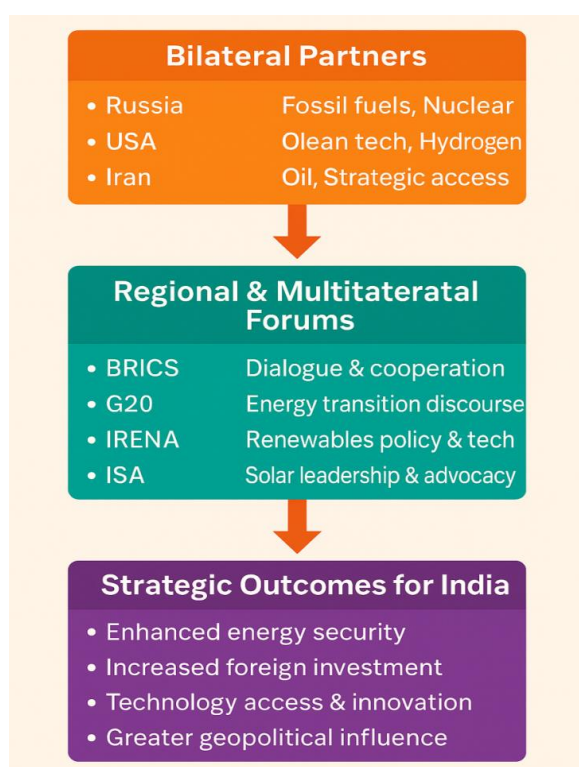 Bilateral Partners
• Russia Fossil fuels, Nuclear
• USA Olean tech, Hydrogen
• Iran Oil, Strategic access
Regional & Multitateratal
Forums
• BRICS Dialogue & cooperation
• G20 Energy transition discourse
• IRENA Renewables policy & tech
• ISA Solar leadership & advocacy
Strategic Outcomes for India
• Enhanced energy security
• Increased foreign investment
• Technology access & innovation
• Greater geopolitical influence